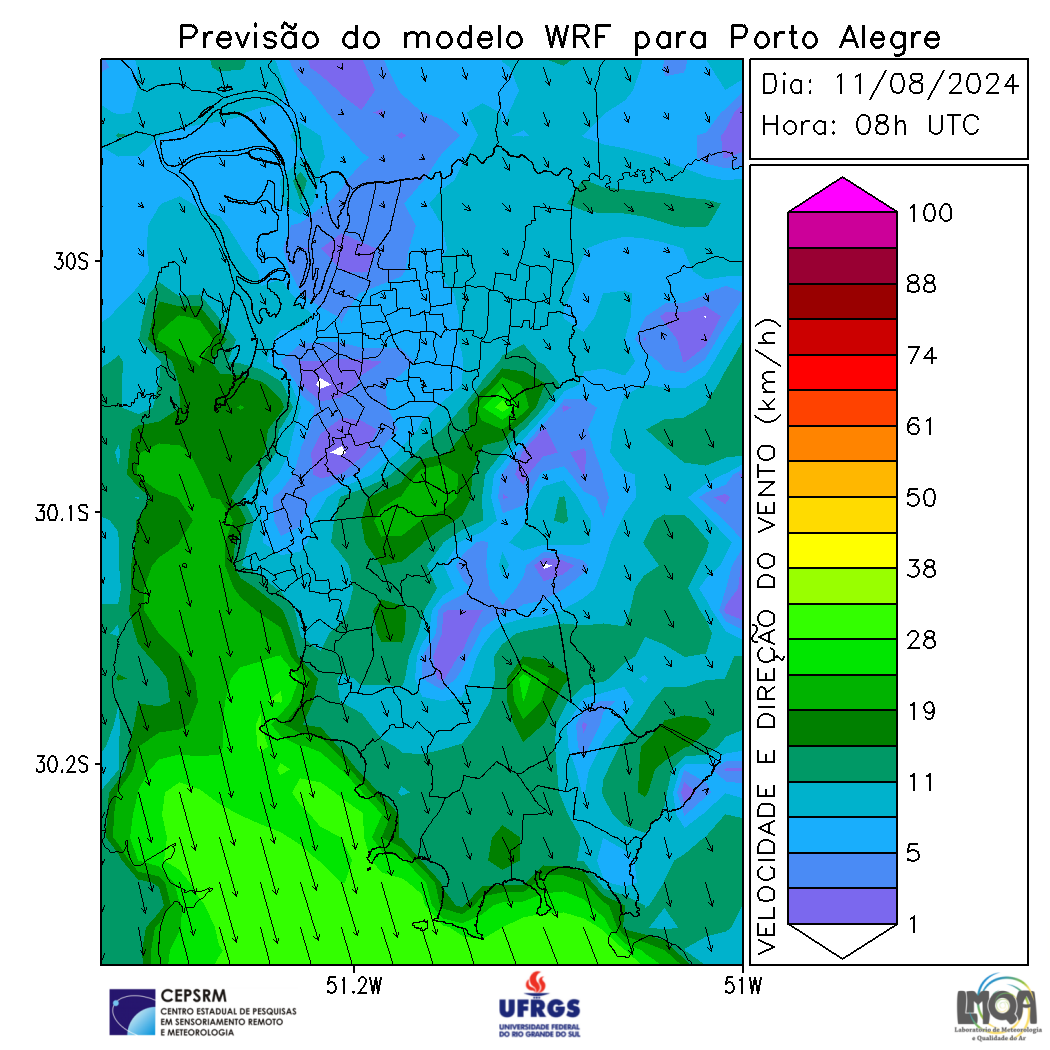 Previsão do modelo WRF para Porto Alegre
Dia: 11/08/2024
Hora: 08h UTC
30S
30.1S
30.2S
51.2W
51W
VELOCIDADE E DIREÇÃO DO VENTO (km/h)
100
88
74
61
50
38
28
19
11
5
1
CEPSRM
CENTRO ESTADUAL DE PESQUISAS
EM SENSORIAMENTO REMOTO
E METEOROLOGIA
UFRGS
UNIVERSIDADE FEDERAL
DO RIO GRANDE DO SUL
LMQA
Laboratório de Meteorologia
e Qualidade do Ar